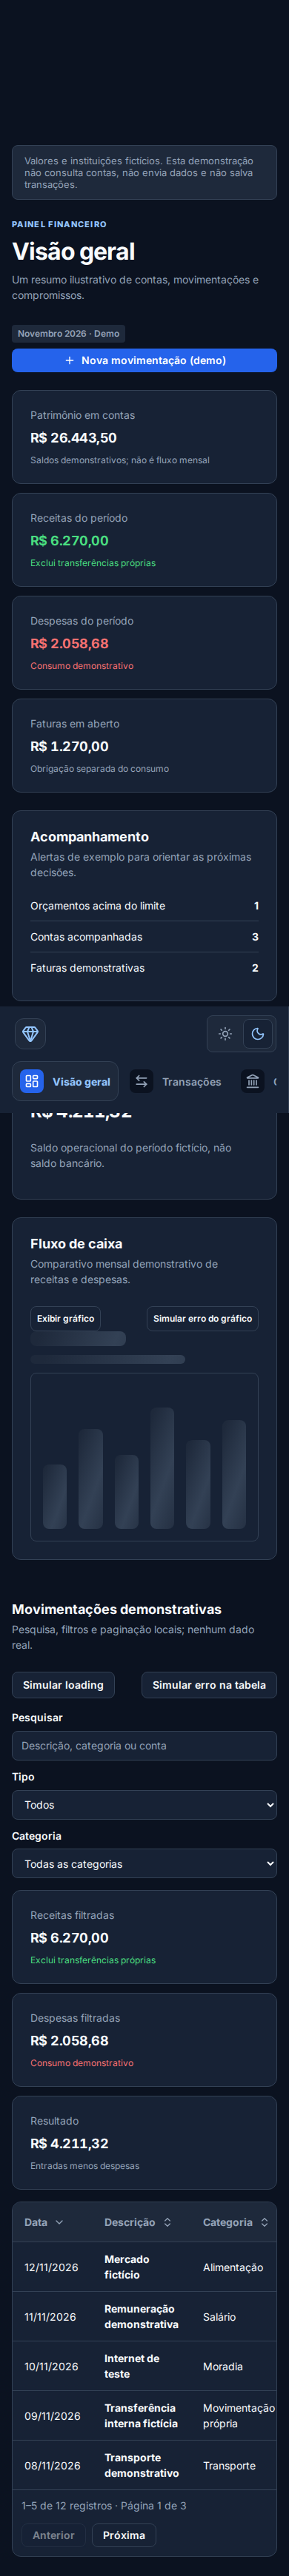 Valores e instituições fictícios. Esta demonstração
não consulta contas, não envia dados e não salva
transações.
PAINEL FINANCEIRO
Visão geral
Um resumo ilustrativo de contas, movimentações e
compromissos.
Novembro 2026 · Demo
+ Nova movimentação (demo)
Patrimônio em contas
R$ 26.443,50
Saldos demonstrativos; não é fluxo mensal
Receitas do período
R$ 6.270,00
Exclui transferências próprias
Despesas do período
R$ 2.058,68
Consumo demonstrativo
Faturas em aberto
R$ 1.270,00
Obrigação separada do consumo
Acompanhamento
Alertas de exemplo para orientar as próximas
decisões.
Orçamentos acima do limite 1
Contas acompanhadas 3
Faturas demonstrativas 2
Visão geral Transações
R$ 4.211,32
Saldo operacional do período fictício, não
saldo bancário.
Fluxo de caixa
Comparativo mensal demonstrativo de
receitas e despesas.
Exibir gráfico Simular erro do gráfico
Movimentações demonstrativas
Pesquisa, filtros e paginação locais; nenhum dado
real.
Simular loading Simular erro na tabela
Pesquisar
Descrição, categoria ou conta
Tipo
Todos
Categoria
Todas as categorias
Receitas filtradas
R$ 6.270,00
Exclui transferências próprias
Despesas filtradas
R$ 2.058,68
Consumo demonstrativo
Resultado
R$ 4.211,32
Entradas menos despesas
Data Descrição Categoria
12/11/2026 Mercado fictício Alimentação
11/11/2026 Remuneração demonstrativa Salário
10/11/2026 Internet de teste Moradia
09/11/2026 Transferência interna fictícia Movimentação própria
08/11/2026 Transporte demonstrativo Transporte
1–5 de 12 registros · Página 1 de 3
Anterior Próxima